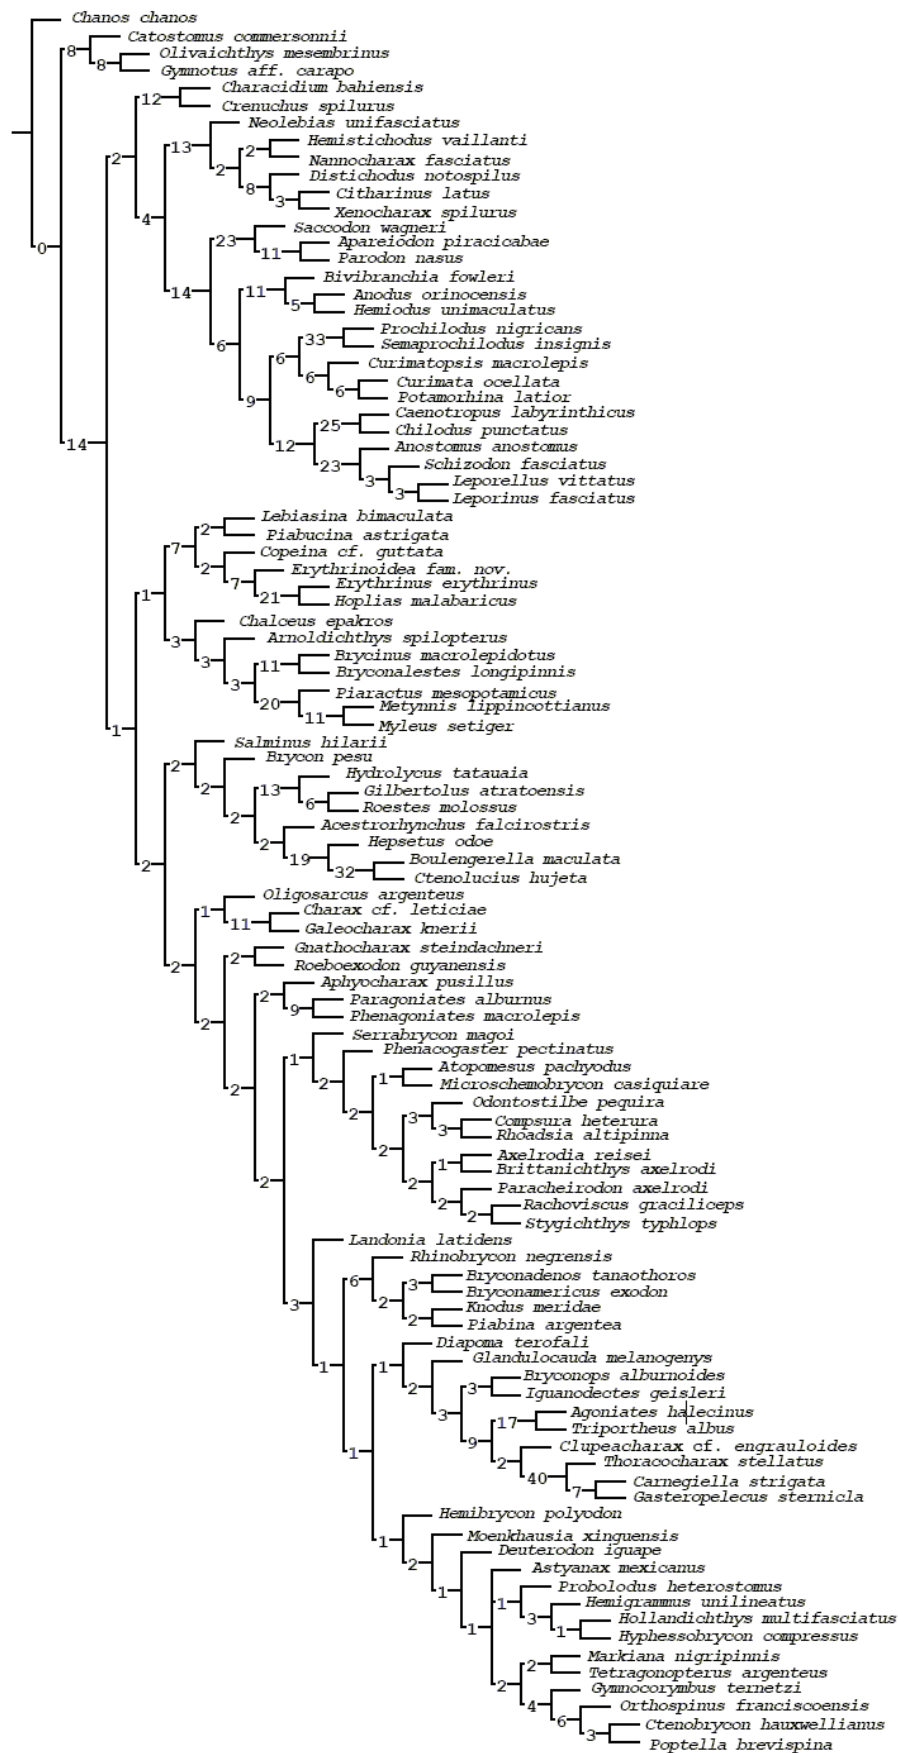 Chanos chanos
Catostomus commersonnii
8
Olivaichthys mesembrinus
8
Gymnotus aff. carapo
Characidium bahiensis
12
Crenuchus spilurus
Neolebias unifasciatus
Hemistichodus vaillanti
13
2
2
Nannocharax fasciatus
2
Distichodus notospilus
8
Citharinus latus
3
Xenocharax spilurus
4
Saccodon wagneri
23
Apareiodon piracicabae
0
11
Parodon nasus
Bivibranchia fowleri
14
11
Anodus orinocensis
5
Hemiodus unimaculatus
Prochilodus nigricans
33
6
Semaprochilodus insignis
6
Curimatopsis macrolepis
6
Curimata ocellata
6
Potamorhina latior
9
Caenotropus labyrinthicus
25
Chilodus punctatus
14
12
Anostomus anostomus
23
Schizodon fasciatus
3
Leporellus vittatus
3
Leporinus fasciatus
Lebiasina bimaculata
2
Piabucina astrigata
7
Copeina cf. guttata
2
Erythrinoidea fam. nov.
7
Erythrinus erythrinus
1
21
Hoplias malabaricus
Chalceus epakros
3
Arnoldichthys spilopterus
3
Brycinus macrolepidotus
11
Bryconalestes longipinnis
3
Piaractus mesopotamicus
20
Metynnis lippincottianus
11
Myleus setiger
1
Salminus hilarii
2
Brycon pesu
Hydrolycus tatauaia
2
13
Gilbertolus atratoensis
6
Roestes molossus
2
Acestrorhynchus falcirostris
2
Hepsetus odoe
19
Boulengerella maculata
2
32
Ctenolucius hujeta
Oligosarcus argenteus
1
Charax cf. leticiae
11
Galeocharax knerii
Gnathocharax steindachneri
2
2
Roeboexodon guyanensis
Aphyocharax pusillus
2
Paragoniates alburnus
9
Phenagoniates macrolepis
2
Serrabrycon magoi
1
Phenacogaster pectinatus
Atopomesus pachyodus
1
2
Microschemobrycon casiquiare
2
Odontostilbe pequira
2
3
Compsura heterura
3
Rhoadsia altipinna
2
Axelrodia reisei
1
Brittanichthys axelrodi
2
2
Paracheirodon axelrodi
2
Rachoviscus graciliceps
2
Stygichthys typhlops
Landonia latidens
Rhinobrycon negrensis
6
Bryconadenos tanaothoros
3
Bryconamericus exodon
3
2
Knodus meridae
2
Piabina argentea
Diapoma terofali
1
1
Glandulocauda melanogenys
Bryconops alburnoides
2
3
Iguanodectes geisleri
3
Agoniates halecinus
17
Triportheus albus
9
Clupeacharax cf. engrauloides
1
2
Thoracocharax stellatus
40
Carnegiella strigata
7
Gasteropelecus sternicla
Hemibrycon polyodon
1
Moenkhausia xinguensis
Deuterodon iguape
2
Astyanax mexicanus
1
Probolodus heterostomus
1
Hemigrammus unilineatus
3
Hollandichthys multifasciatus
1
1
Hyphessobrycon compressus
Markiana nigripinnis
2
Tetragonopterus argenteus
2
Gymnocorymbus ternetzi
4
Orthospinus franciscoensis
6
Ctenobrycon hauxwellianus
3
Poptella brevispina